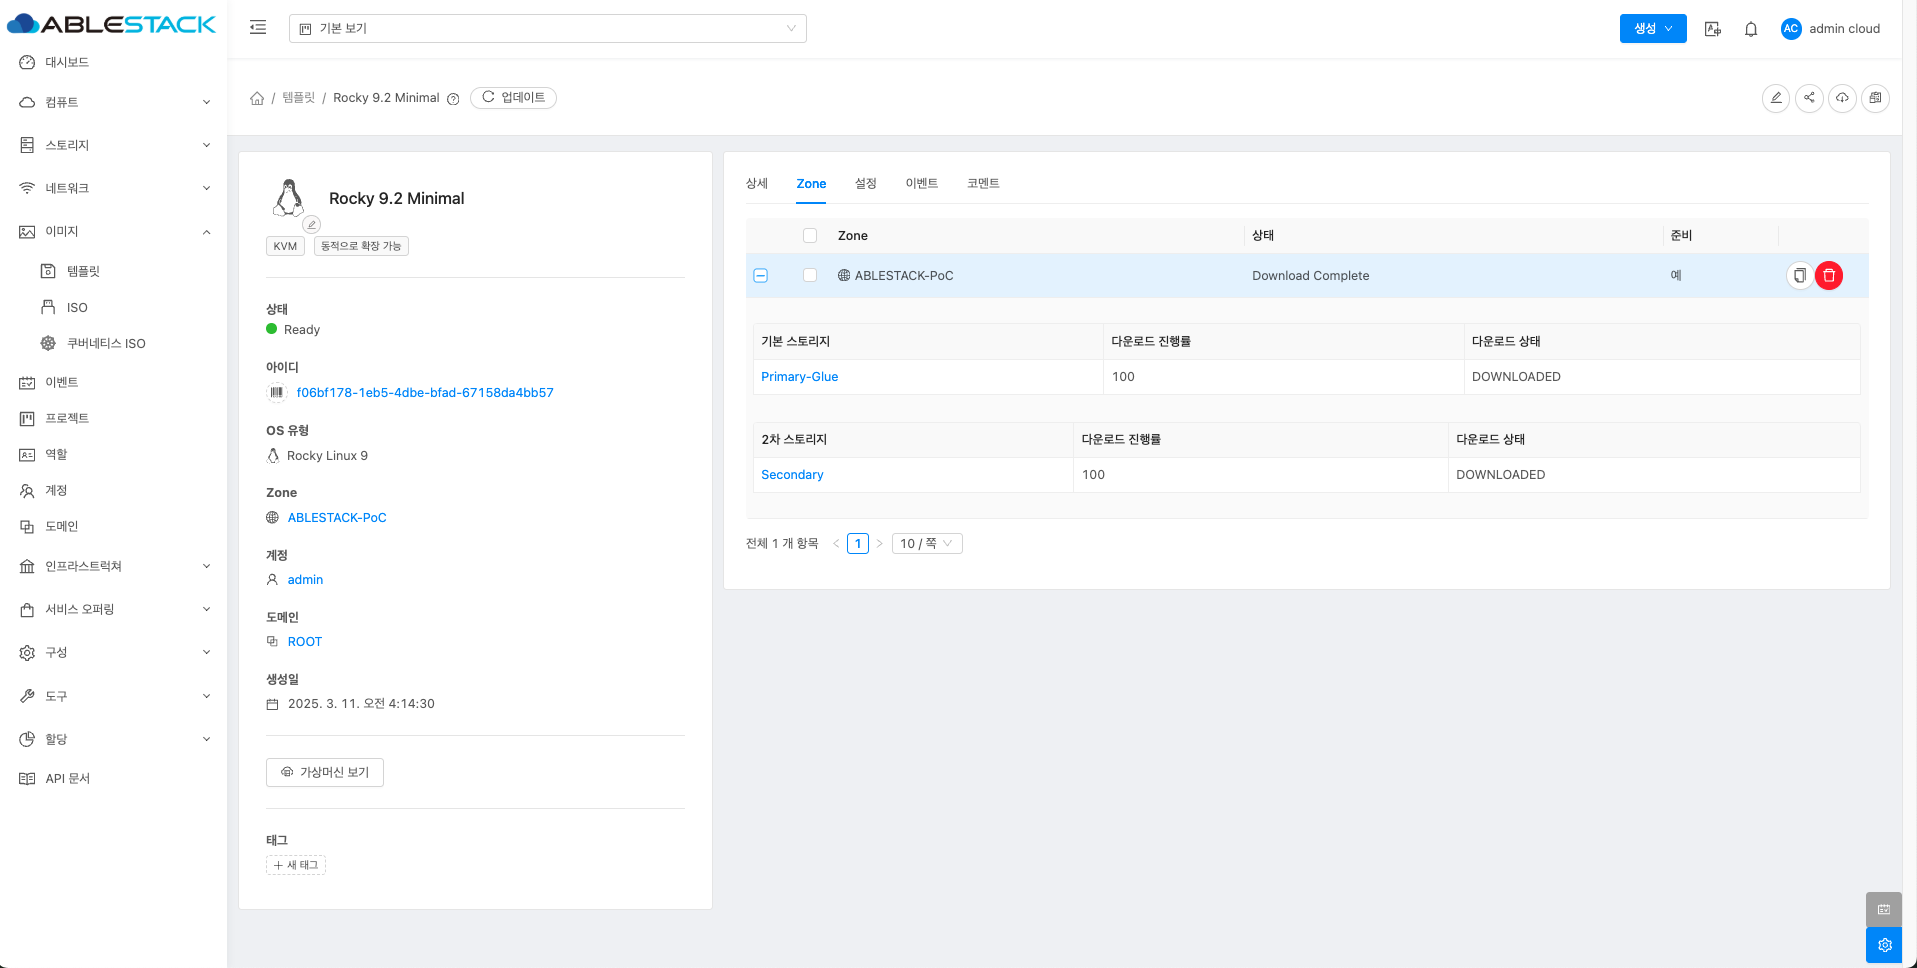 ABLESTACK
기본 보기
생성
AC
admin cloud
대시보드
컴퓨트
스토리지
네트워크
이미지
템플릿
ISO
쿠버네티스 ISO
이벤트
프로젝트
역할
계정
도메인
인프라스트럭쳐
서비스 오퍼링
구성
도구
할당
API 문서
/ 템플릿 / Rocky 9.2 Minimal
업데이트
Rocky 9.2 Minimal
KVM
동적으로 확장 가능
상태
Ready
아이디
f06bf178-1eb5-4dbe-bfad-67158da4bb57
OS 유형
Rocky Linux 9
Zone
ABLESTACK-PoC
계정
admin
도메인
ROOT
생성일
2025. 3. 11. 오전 4:14:30
가상머신 보기
태그
+ 새 태그
상세 Zone 설정 이벤트 코멘트
Zone 상태 준비
ABLESTACK-PoC Download Complete 예
기본 스토리지 다운로드 진행률 다운로드 상태
Primary-Glue 100 DOWNLOADED
2차 스토리지 다운로드 진행률 다운로드 상태
Secondary 100 DOWNLOADED
전체 1 개 항목 < 1 > 10 / 쪽